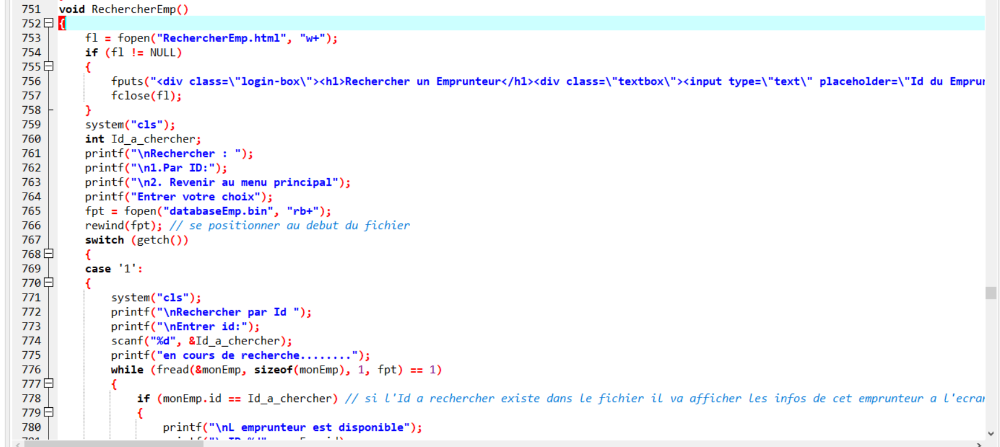 751 void RechercherEmp()
752 {
753 fl = fopen("RechercherEmp.html", "w+");
754 if (fl != NULL)
755 {
756 fputs("<div class=\"login-box\"><h1>Rechercher un Emprunteur</h1><div class=\"textbox\"><input type=\"text\" placeholder=\"Id du Emprur
757 fclose(fl);
758 }
759 system("cls");
760 int Id_a_chercher;
761 printf("\nRechercher : ");
762 printf("\n1.Par ID:");
763 printf("\n2. Revenir au menu principal");
764 printf("Entrer votre choix");
765 fpt = fopen("databaseEmp.bin", "rb+");
766 rewind(fpt); // se positionner au debut du fichier
767 switch (getch())
768 {
769 case '1':
770 {
771 system("cls");
772 printf("\nRechercher par Id ");
773 printf("\nEntrer id:");
774 scanf("%d", &Id_a_chercher);
775 printf("en cours de recherche........");
776 while (fread(&monEmp, sizeof(monEmp), 1, fpt) == 1)
777 {
778 if (monEmp.id == Id_a_chercher) // si l'Id a rechercher existe dans le fichier il va afficher les infos de cet emprunteur a l'ecrar
779 {
780 printf("\nL emprunteur est disponible");